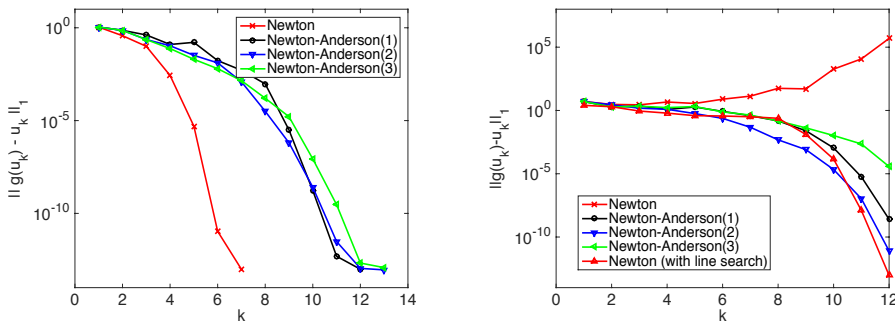 || g(u_k) - u_k ||_1
10^0
10^-5
10^-10
0 2 4 6 8 10 12 14
k
Newton
Newton-Anderson(1)
Newton-Anderson(2)
Newton-Anderson(3)
||g(u_k)-u_k||_1
10^5
10^0
10^-5
10^-10
0 2 4 6 8 10 12
k
Newton
Newton-Anderson(1)
Newton-Anderson(2)
Newton-Anderson(3)
Newton (with line search)